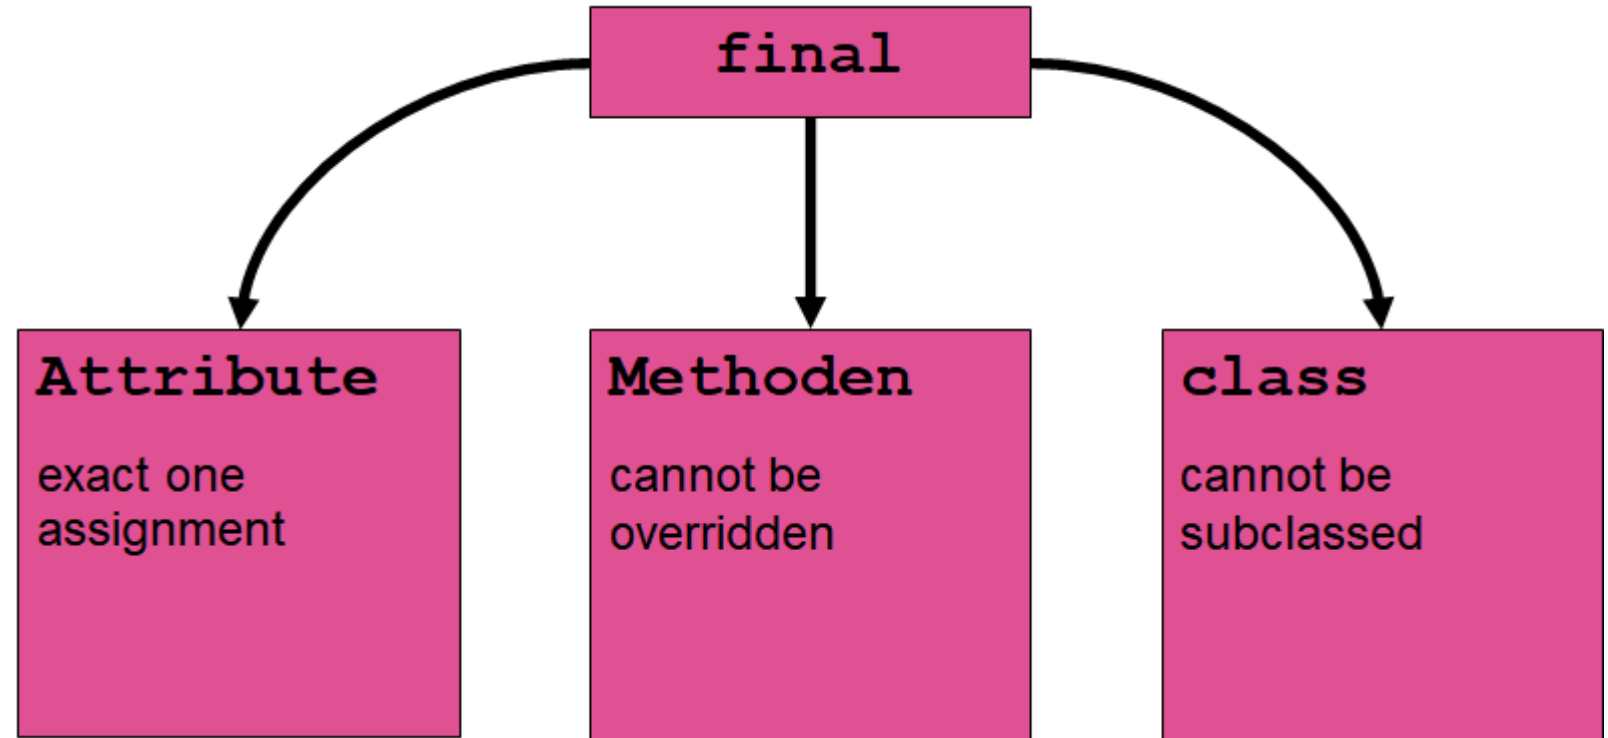 final
Attribute
exact one
assignment
Methoden
cannot be
overridden
class
cannot be
subclassed